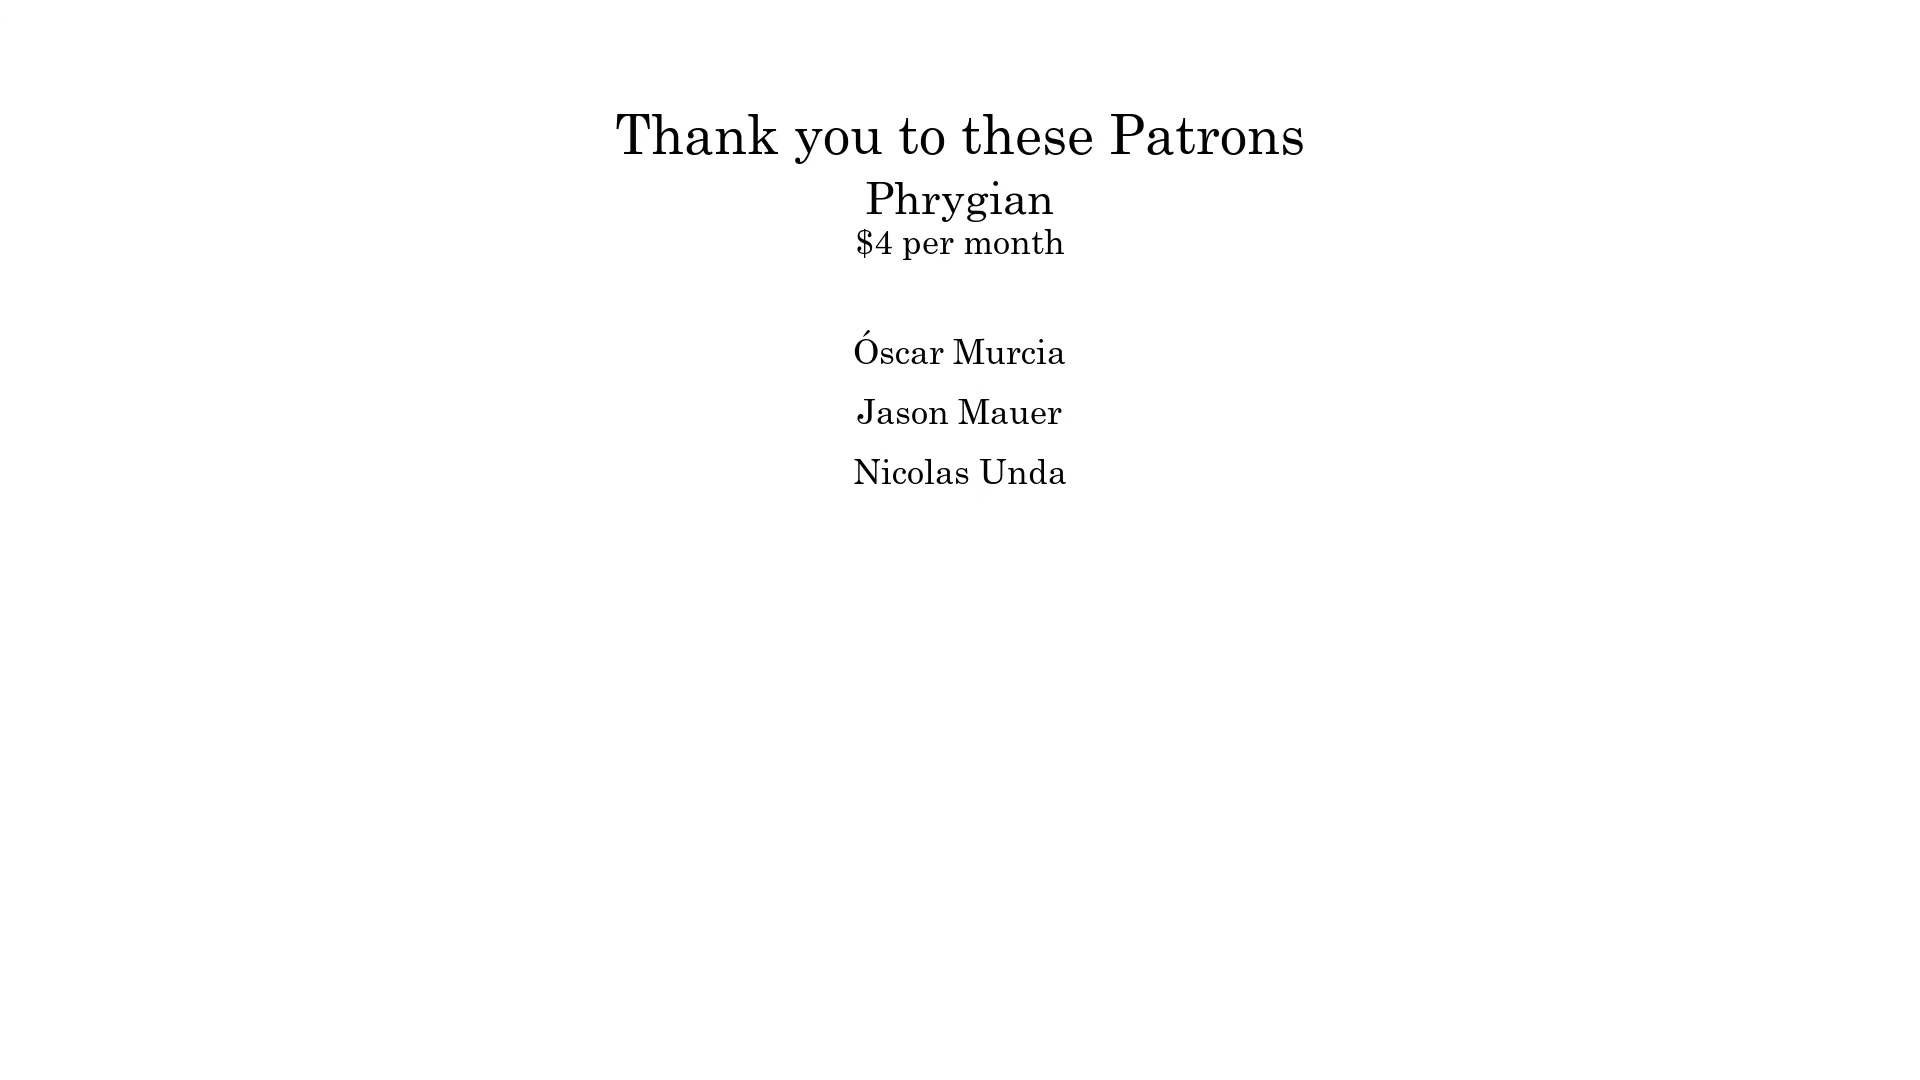 Thank you to these Patrons
Phrygian
$4 per month
Óscar Murcia
Jason Mauer
Nicolas Unda